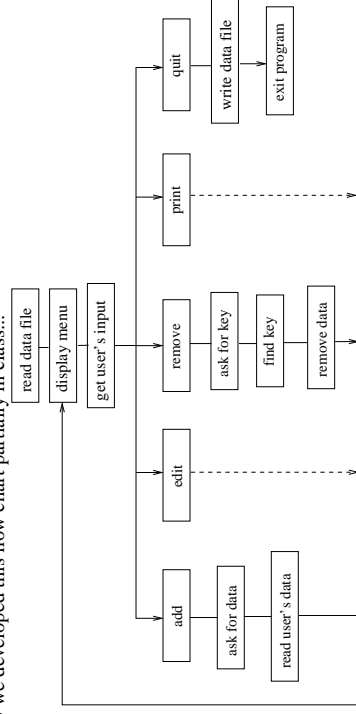 we developed this flow chart partially in class...
read data file
display menu
get user's input
add
ask for data
read user's data
edit
remove
ask for key
find key
remove data
print
quit
write data file
exit program